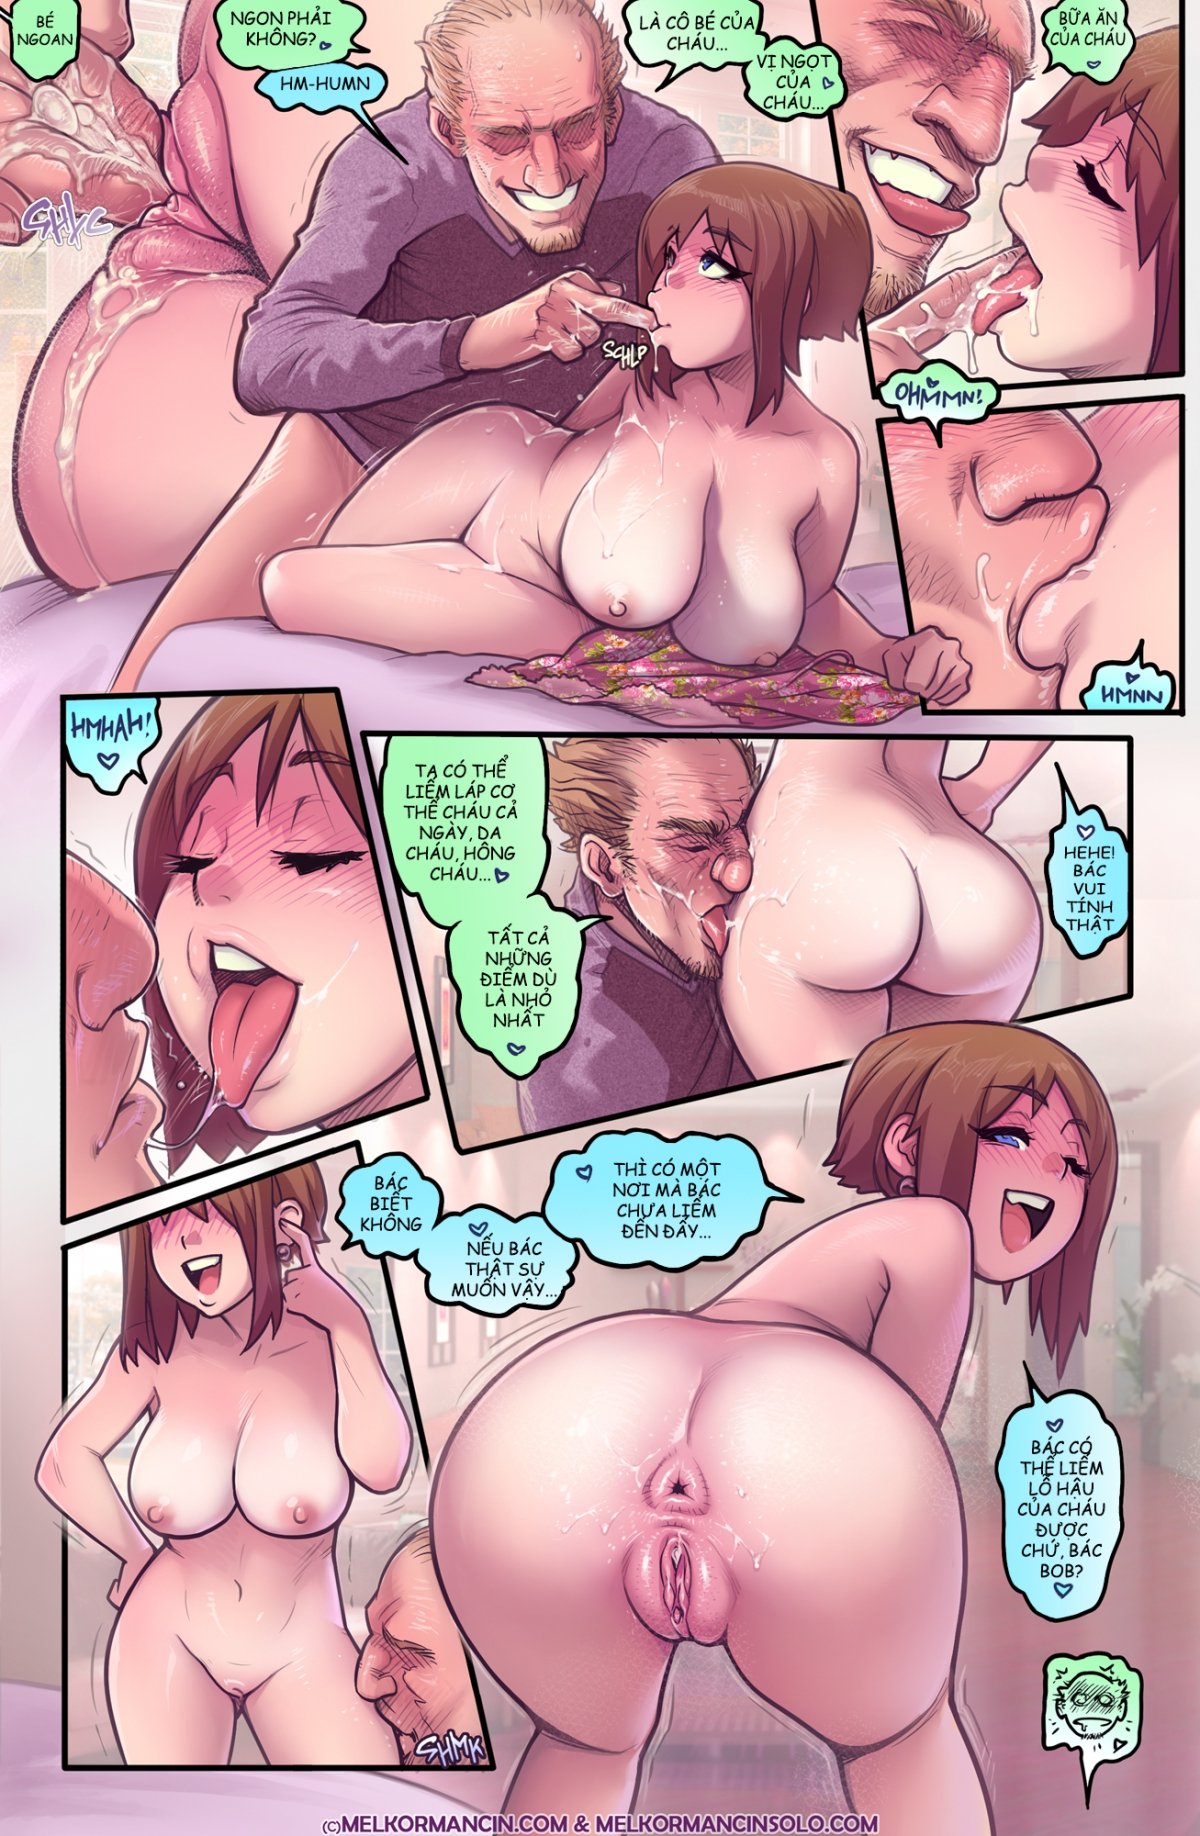 BÉ
NGOAN
NGON PHẢI
KHÔNG?
HM-HUMN
LÀ CÔ BÉ CỦA
CHÁU...
VỊ NGỌT
CỦA
CHÁU...
BỮA ĂN
CỦA CHÁU
SCHLP
OHMMN!
HMNN
HMHAH!
TA CÓ THỂ
LIẾM LÁP CƠ
THỂ CHÁU CẢ
NGÀY, DA
CHÁU, HÔNG
CHÁU...
TẤT CẢ
NHỮNG
ĐIỂM DÙ
LÀ NHỎ
NHẤT
HEHE!
BÁC
VUI
TÍNH
THẬT
BÁC
BIẾT
KHÔNG
NẾU BÁC
THẬT SỰ
MUỐN VẬY...
THÌ CÓ MỘT
NƠI MÀ BÁC
CHƯA LIẾM
ĐẾN ĐẤY...
SHMK
BÁC CÓ
THỂ LIẾM
LỖ HẬU
CỦA CHÁU
ĐƯỢC
CHỨ, BÁC
BOB?
(C)MELKORMANCIN.COM & MELKORMANCINSOLO.COM